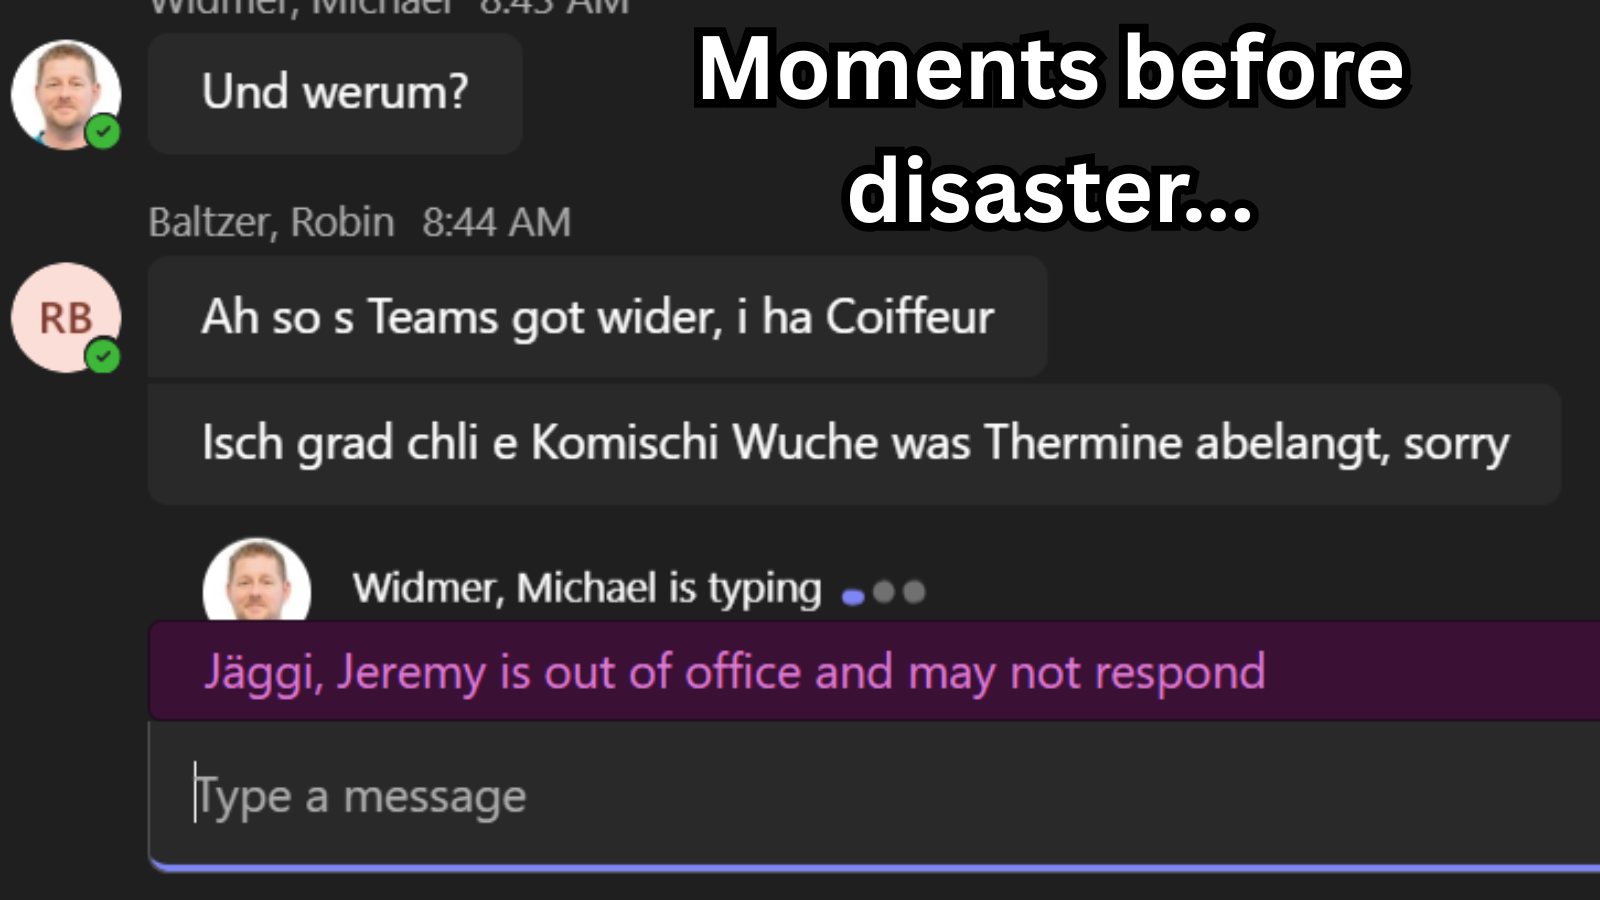 Widmer, Michael 8:43 AM
Und werum?
Moments before
disaster...
Baltzer, Robin 8:44 AM
RB
Ah so s Teams got wider, i ha Coiffeur
Isch grad chli e Komischi Wuche was Thermine abelangt, sorry
Widmer, Michael is typing
Jäggi, Jeremy is out of office and may not respond
Type a message